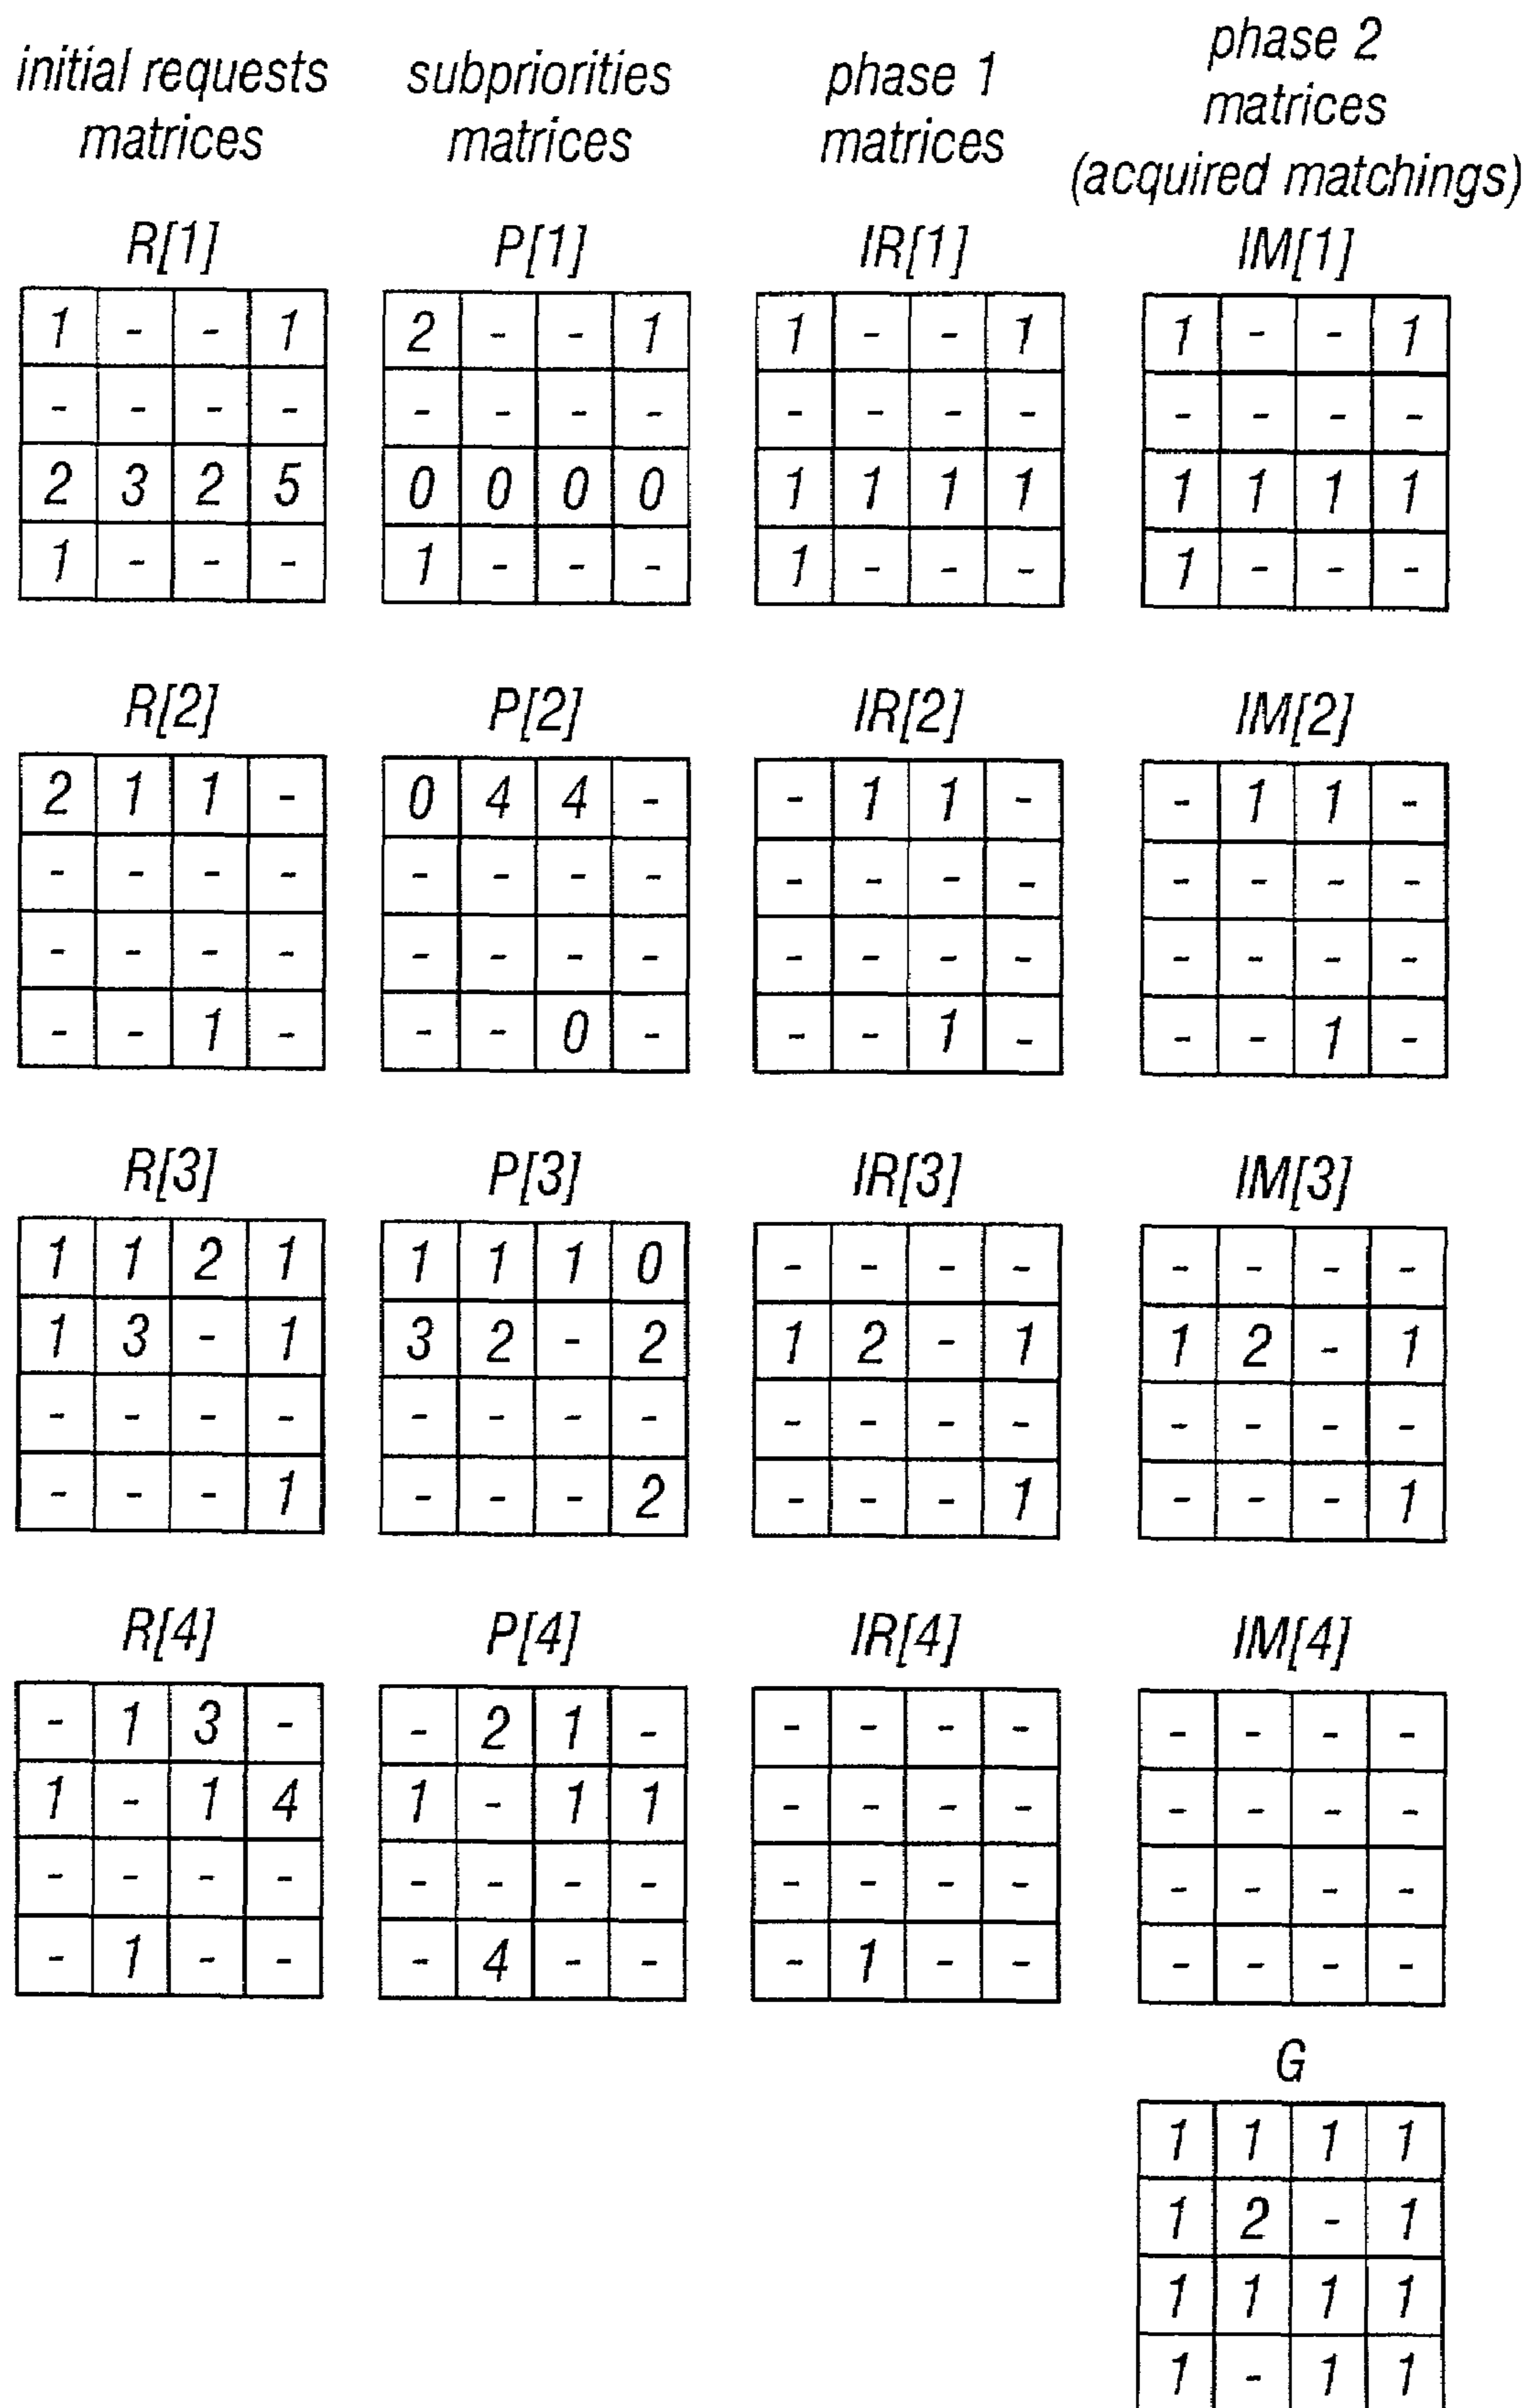 initial requests matrices subpriorities matrices phase 1 matrices phase 2 matrices (acquired matchings)
R[1] P[1] IR[1] IM[1]
1 - - 1 2 - - 1 1 - - 1 1 - - 1
- - - - - - - - - - - - - - - -
2 3 2 5 0 0 0 0 1 1 1 1 1 1 1 1
1 - - - 1 - - - 1 - - - 1 - - -
R[2] P[2] IR[2] IM[2]
2 1 1 - 0 4 4 - - 1 1 - - 1 1 -
- - - - - - - - - - - - - - - -
- - - - - - - - - - - - - - - -
- - 1 - - - 0 - - - 1 - - - 1 -
R[3] P[3] IR[3] IM[3]
1 1 2 1 1 1 1 0 - - - - - - - -
1 3 - 1 3 2 - 2 1 2 - 1 1 2 - 1
- - - - - - - - - - - - - - - -
- - - 1 - - - 2 - - - 1 - - - 1
R[4] P[4] IR[4] IM[4]
- 1 3 - - 2 1 - - - - - - - - -
1 - 1 4 1 - 1 1 - - - - - - - -
- - - - - - - - - - - - - - - -
- 1 - - - 4 - - - 1 - - - - - -
G
1 1 1 1
1 2 - 1
1 1 1 1
1 - 1 1